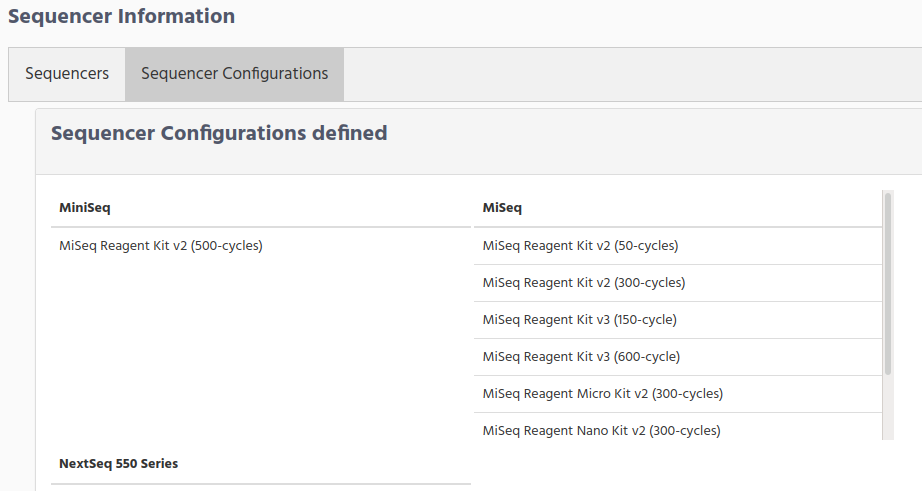 Sequencer Information
Sequencers
Sequencer Configurations
Sequencer Configurations defined
MiniSeq
MiSeq Reagent Kit v2 (500-cycles)
MiSeq
MiSeq Reagent Kit v2 (50-cycles)
MiSeq Reagent Kit v2 (300-cycles)
MiSeq Reagent Kit v3 (150-cycle)
MiSeq Reagent Kit v3 (600-cycle)
MiSeq Reagent Micro Kit v2 (300-cycles)
MiSeq Reagent Nano Kit v2 (300-cycles)
NextSeq 550 Series